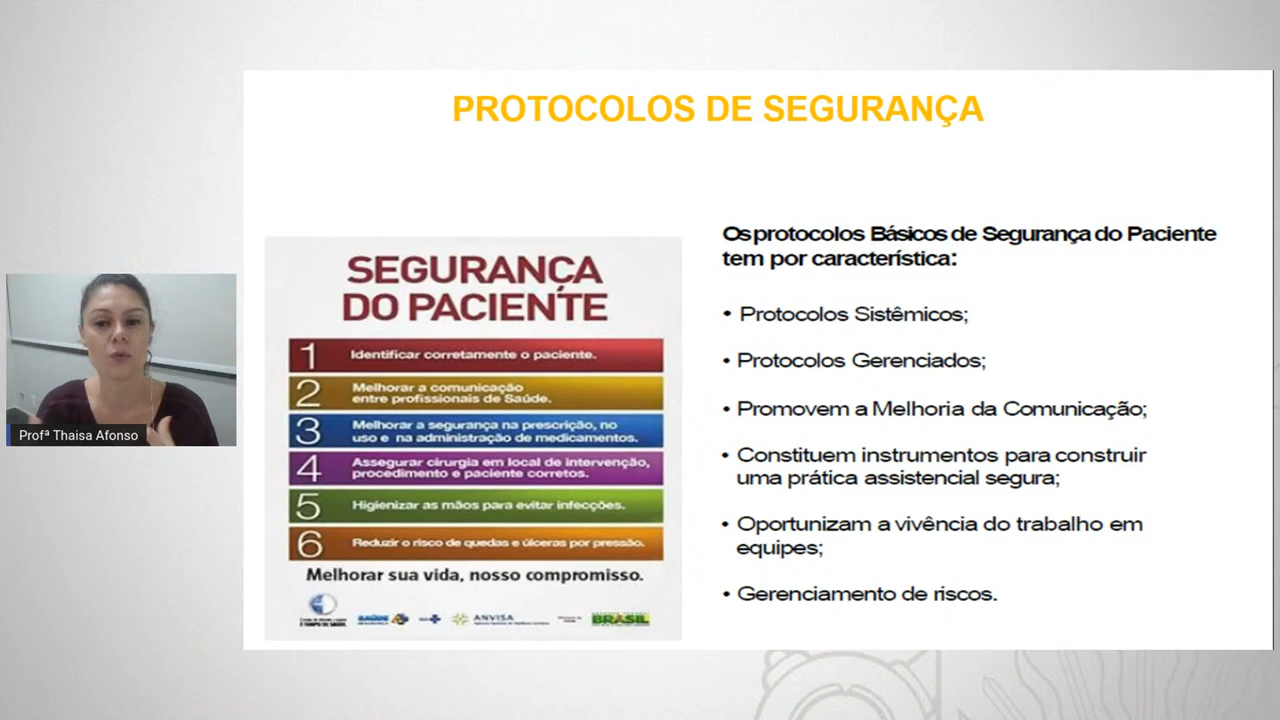 PROTOCOLOS DE SEGURANÇA
SEGURANÇA
DO PACIENTE
1 Identificar corretamente o paciente.
2 Melhorar a comunicação
entre profissionais de Saúde.
3 Melhorar a segurança na prescrição, no
uso e na administração de medicamentos.
4 Assegurar cirurgia em local de intervenção,
procedimento e paciente corretos.
5 Higienizar as mãos para evitar infecções.
6 Reduzir o risco de quedas e úlceras por pressão.
Melhorar sua vida, nosso compromisso.
SAÚDE
SUS
ANVISA
BRASIL
Os protocolos Básicos de Segurança do Paciente
tem por característica:
• Protocolos Sistêmicos;
• Protocolos Gerenciados;
• Promovem a Melhoria da Comunicação;
• Constituem instrumentos para construir
uma prática assistencial segura;
• Oportunizam a vivência do trabalho em
equipes;
• Gerenciamento de riscos.
Profª Thaisa Afonso